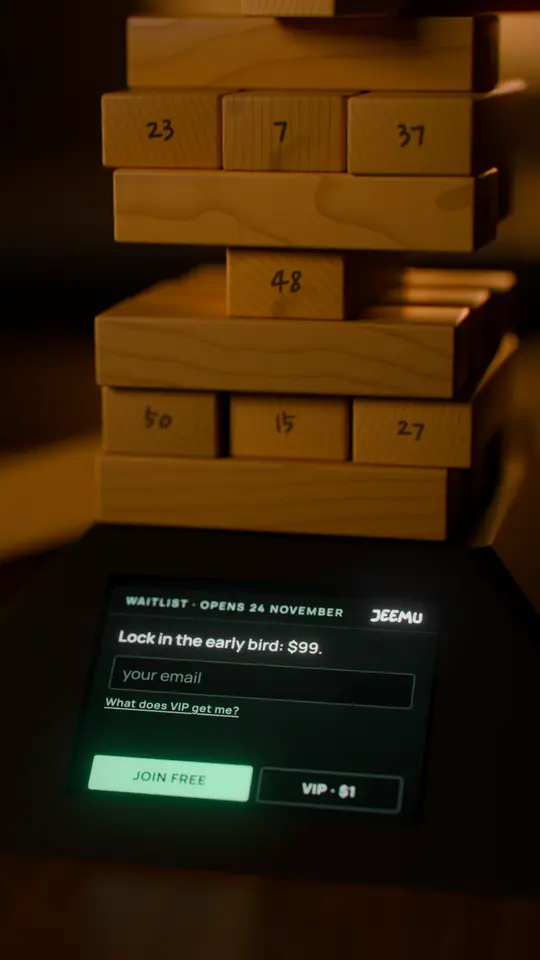 23 7 37
48
50 15 27
WAITLIST · OPENS 24 NOVEMBER JEEMU
Lock in the early bird: $99.
your email
What does VIP get me?
JOIN FREE VIP · $1